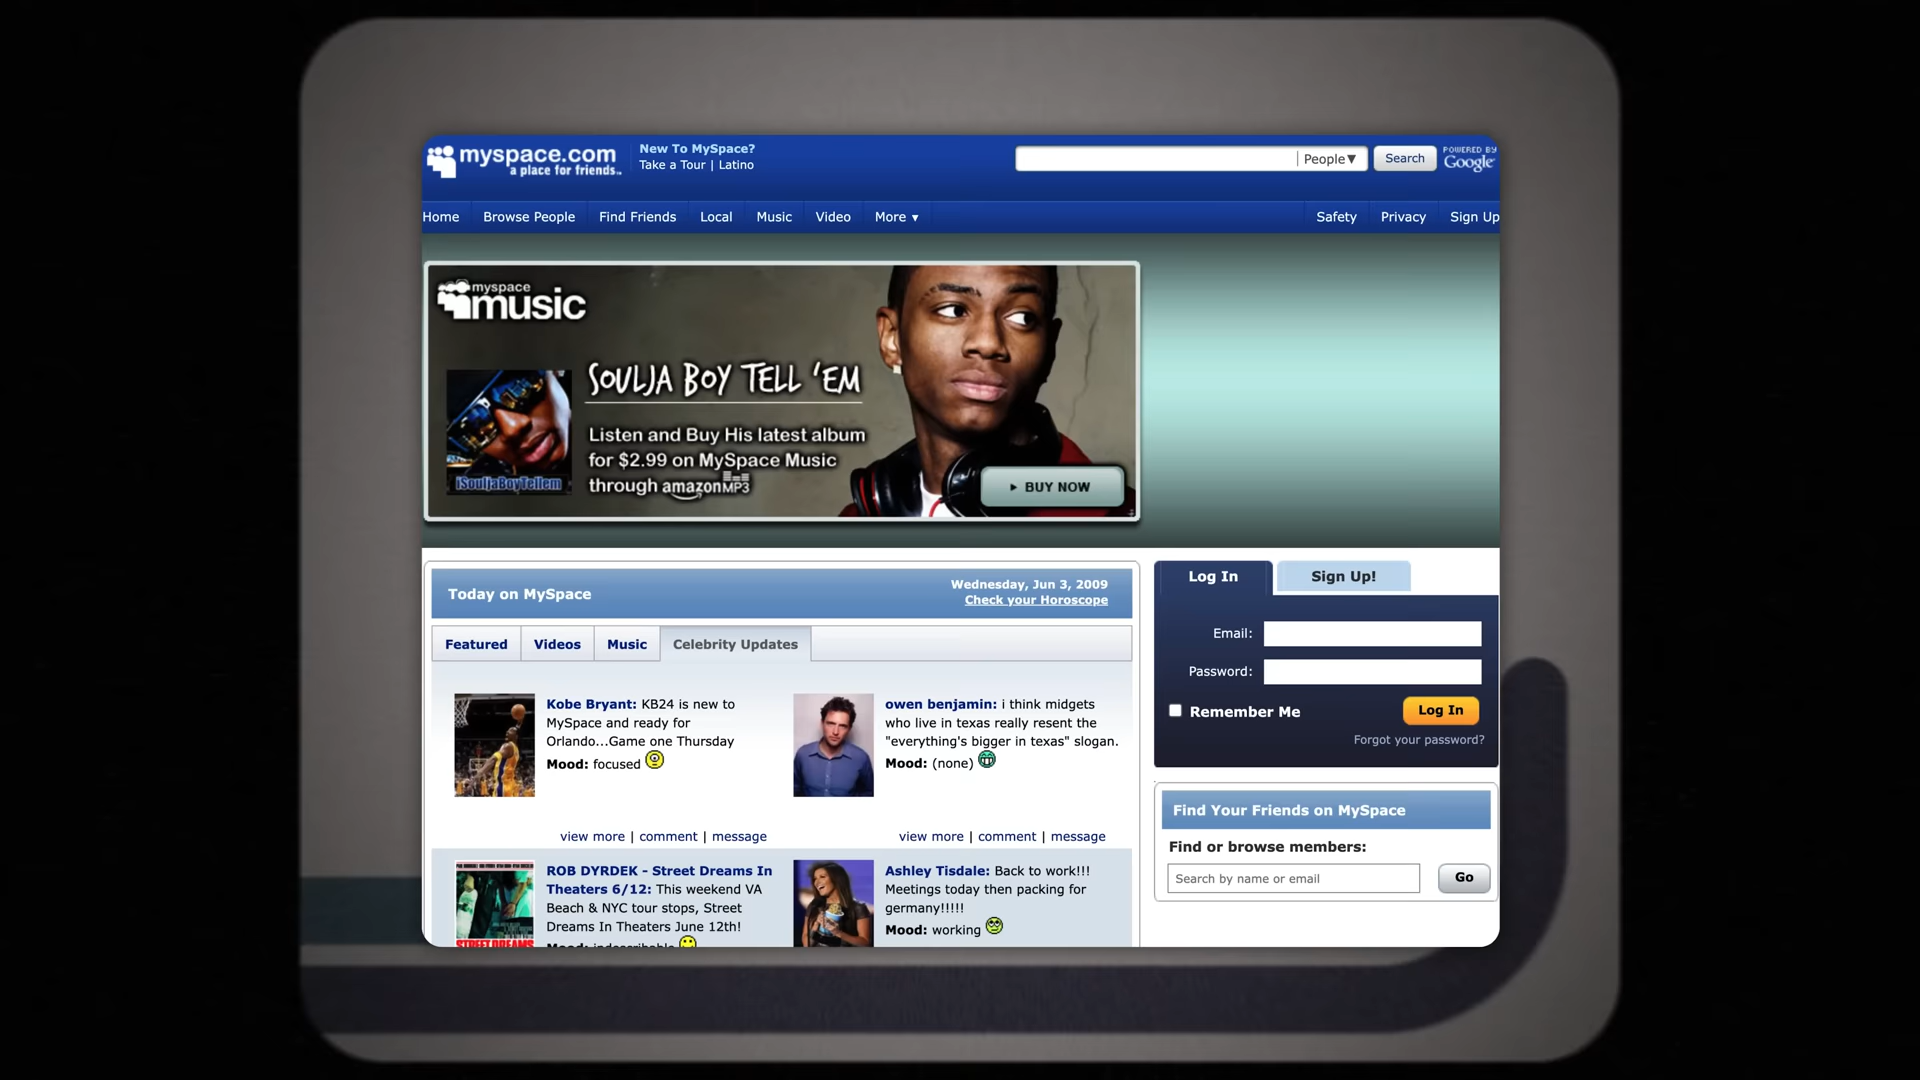 myspace.com
a place for friends
New To MySpace?
Take a Tour | Latino
People▼
Search
POWERED BY
Google
Home
Browse People
Find Friends
Local
Music
Video
More ▼
Safety
Privacy
Sign Up
myspace
music
SOULJA BOY TELL 'EM
Listen and Buy His latest album
for $2.99 on MySpace Music
through amazonMP3
iSouljaBoyTellem
BUY NOW
Today on MySpace
Wednesday, Jun 3, 2009
Check your Horoscope
Featured
Videos
Music
Celebrity Updates
Kobe Bryant: KB24 is new to
MySpace and ready for
Orlando...Game one Thursday
Mood: focused
view more | comment | message
owen benjamin: i think midgets
who live in texas really resent the
"everything's bigger in texas" slogan.
Mood: (none)
view more | comment | message
STREET DREAMS
ROB DYRDEK - Street Dreams In
Theaters 6/12: This weekend VA
Beach & NYC tour stops, Street
Dreams In Theaters June 12th!
Mood: indescribable
Ashley Tisdale: Back to work!!!
Meetings today then packing for
germany!!!!!
Mood: working
Log In
Sign Up!
Email:
Password:
Remember Me
Log In
Forgot your password?
Find Your Friends on MySpace
Find or browse members:
Search by name or email
Go